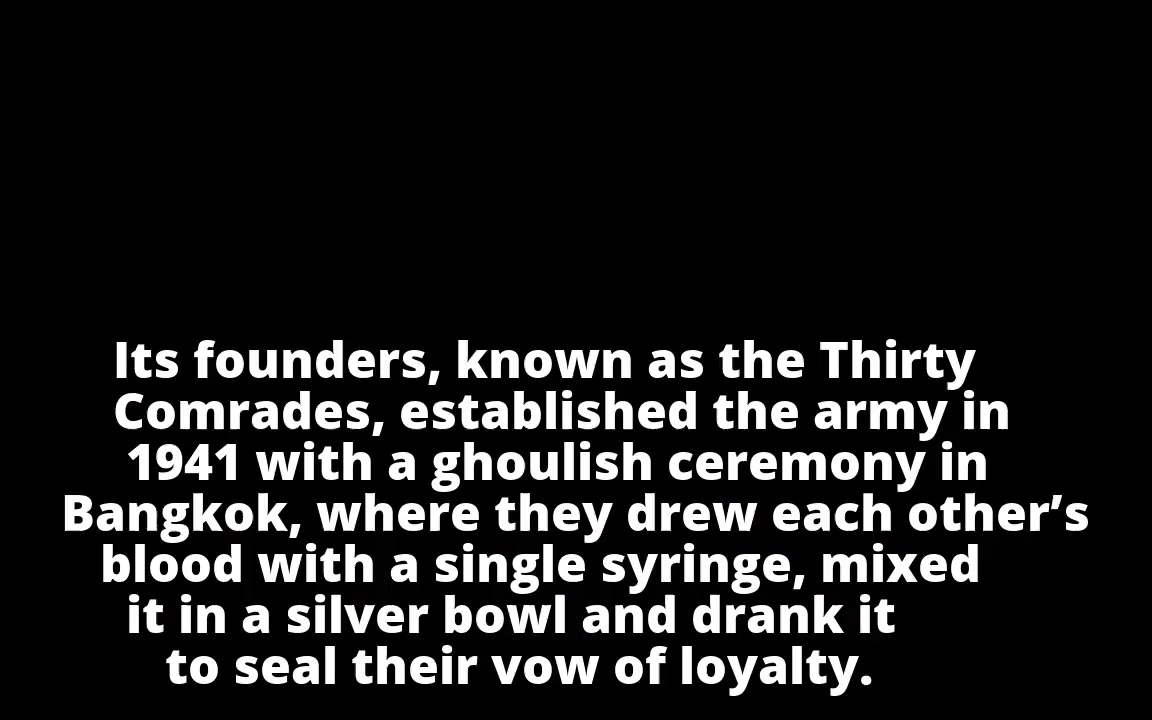 Its founders, known as the Thirty
Comrades, established the army in
1941 with a ghoulish ceremony in
Bangkok, where they drew each other’s
blood with a single syringe, mixed
it in a silver bowl and drank it
to seal their vow of loyalty.